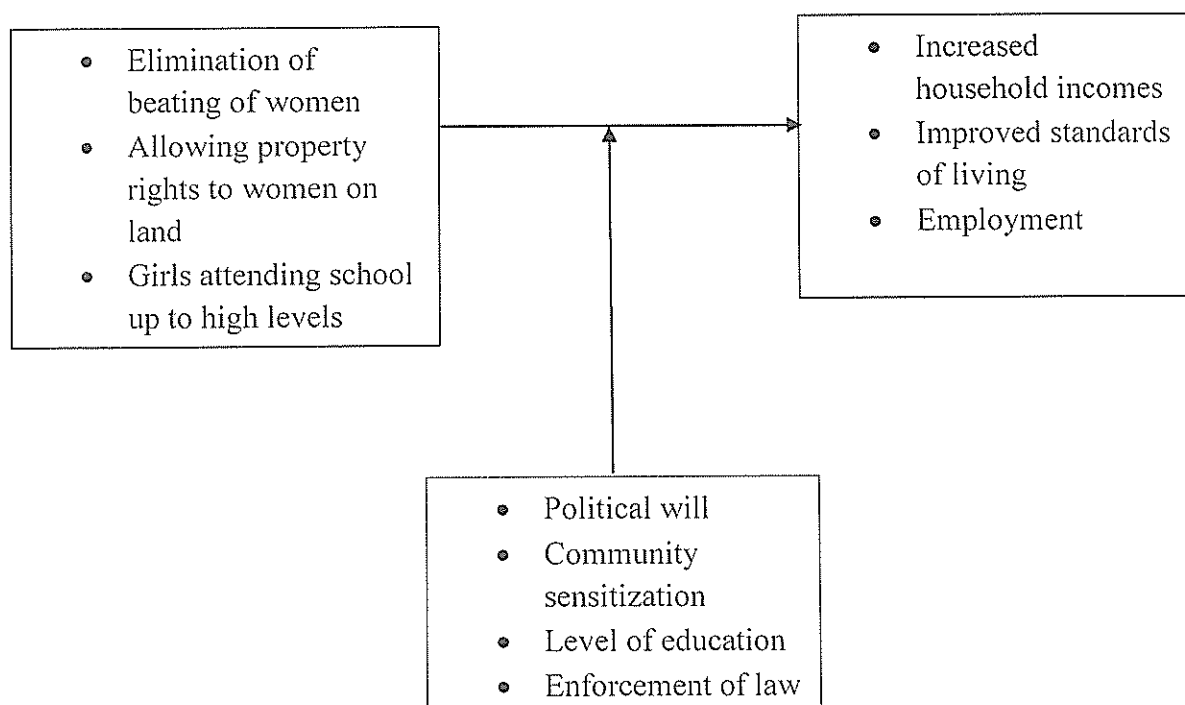 • Elimination of
beating of women
• Allowing property
rights to women on
land
• Girls attending school
up to high levels
• Increased
household incomes
• Improved standards
of living
• Employment
• Political will
• Community
sensitization
• Level of education
• Enforcement of law